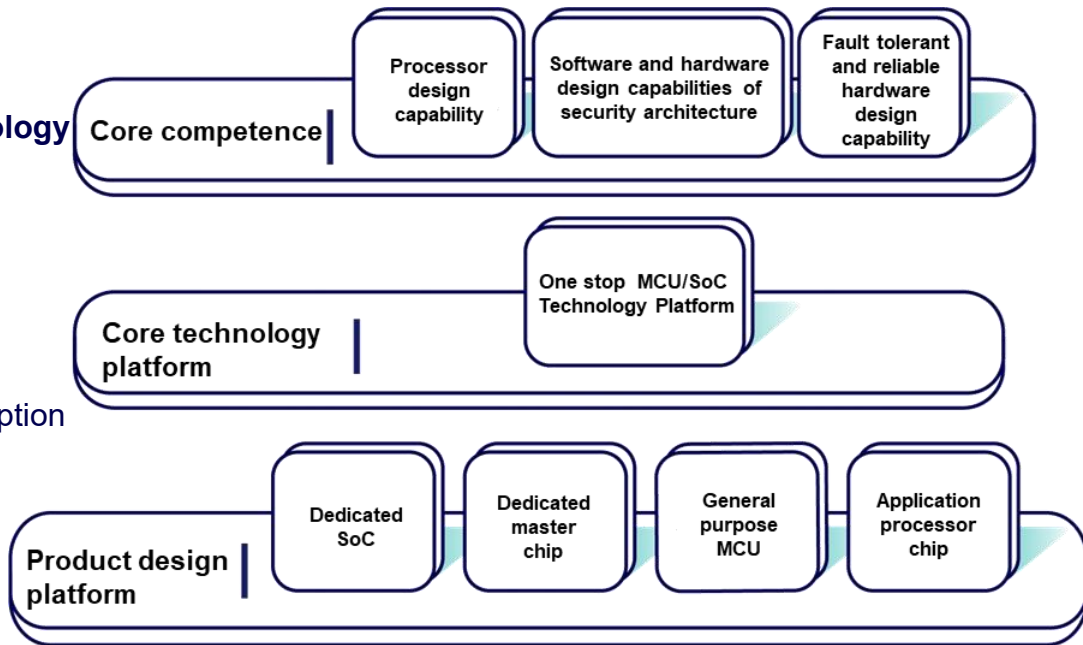 Processor
design
capability
Software and hardware
design capabilities of
security architecture
Fault tolerant
and reliable
hardware
design
capability
ology
Core competence
One stop MCU/SoC
Technology Platform
Core technology
platform
ption
Dedicated
SoC
Dedicated
master
chip
General
purpose
MCU
Application
processor
chip
Product design
platform